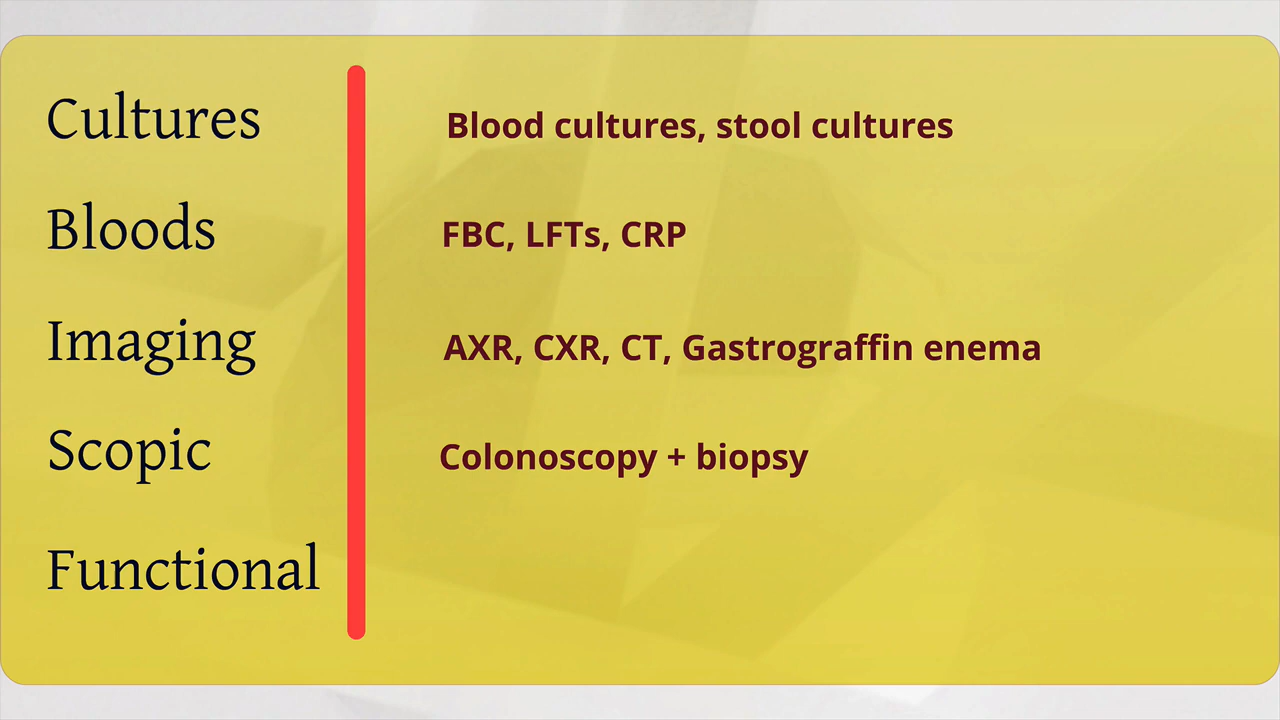 Cultures Blood cultures, stool cultures
Bloods FBC, LFTs, CRP
Imaging AXR, CXR, CT, Gastrograffin enema
Scopic Colonoscopy + biopsy
Functional